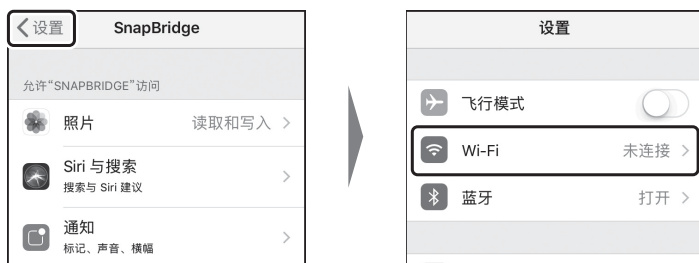 设置
SnapBridge
允许“SNAPBRIDGE”访问
照片
读取和写入
Siri 与搜索
搜索与 Siri 建议
通知
标记、声音、横幅
设置
飞行模式
Wi-Fi
未连接
蓝牙
打开